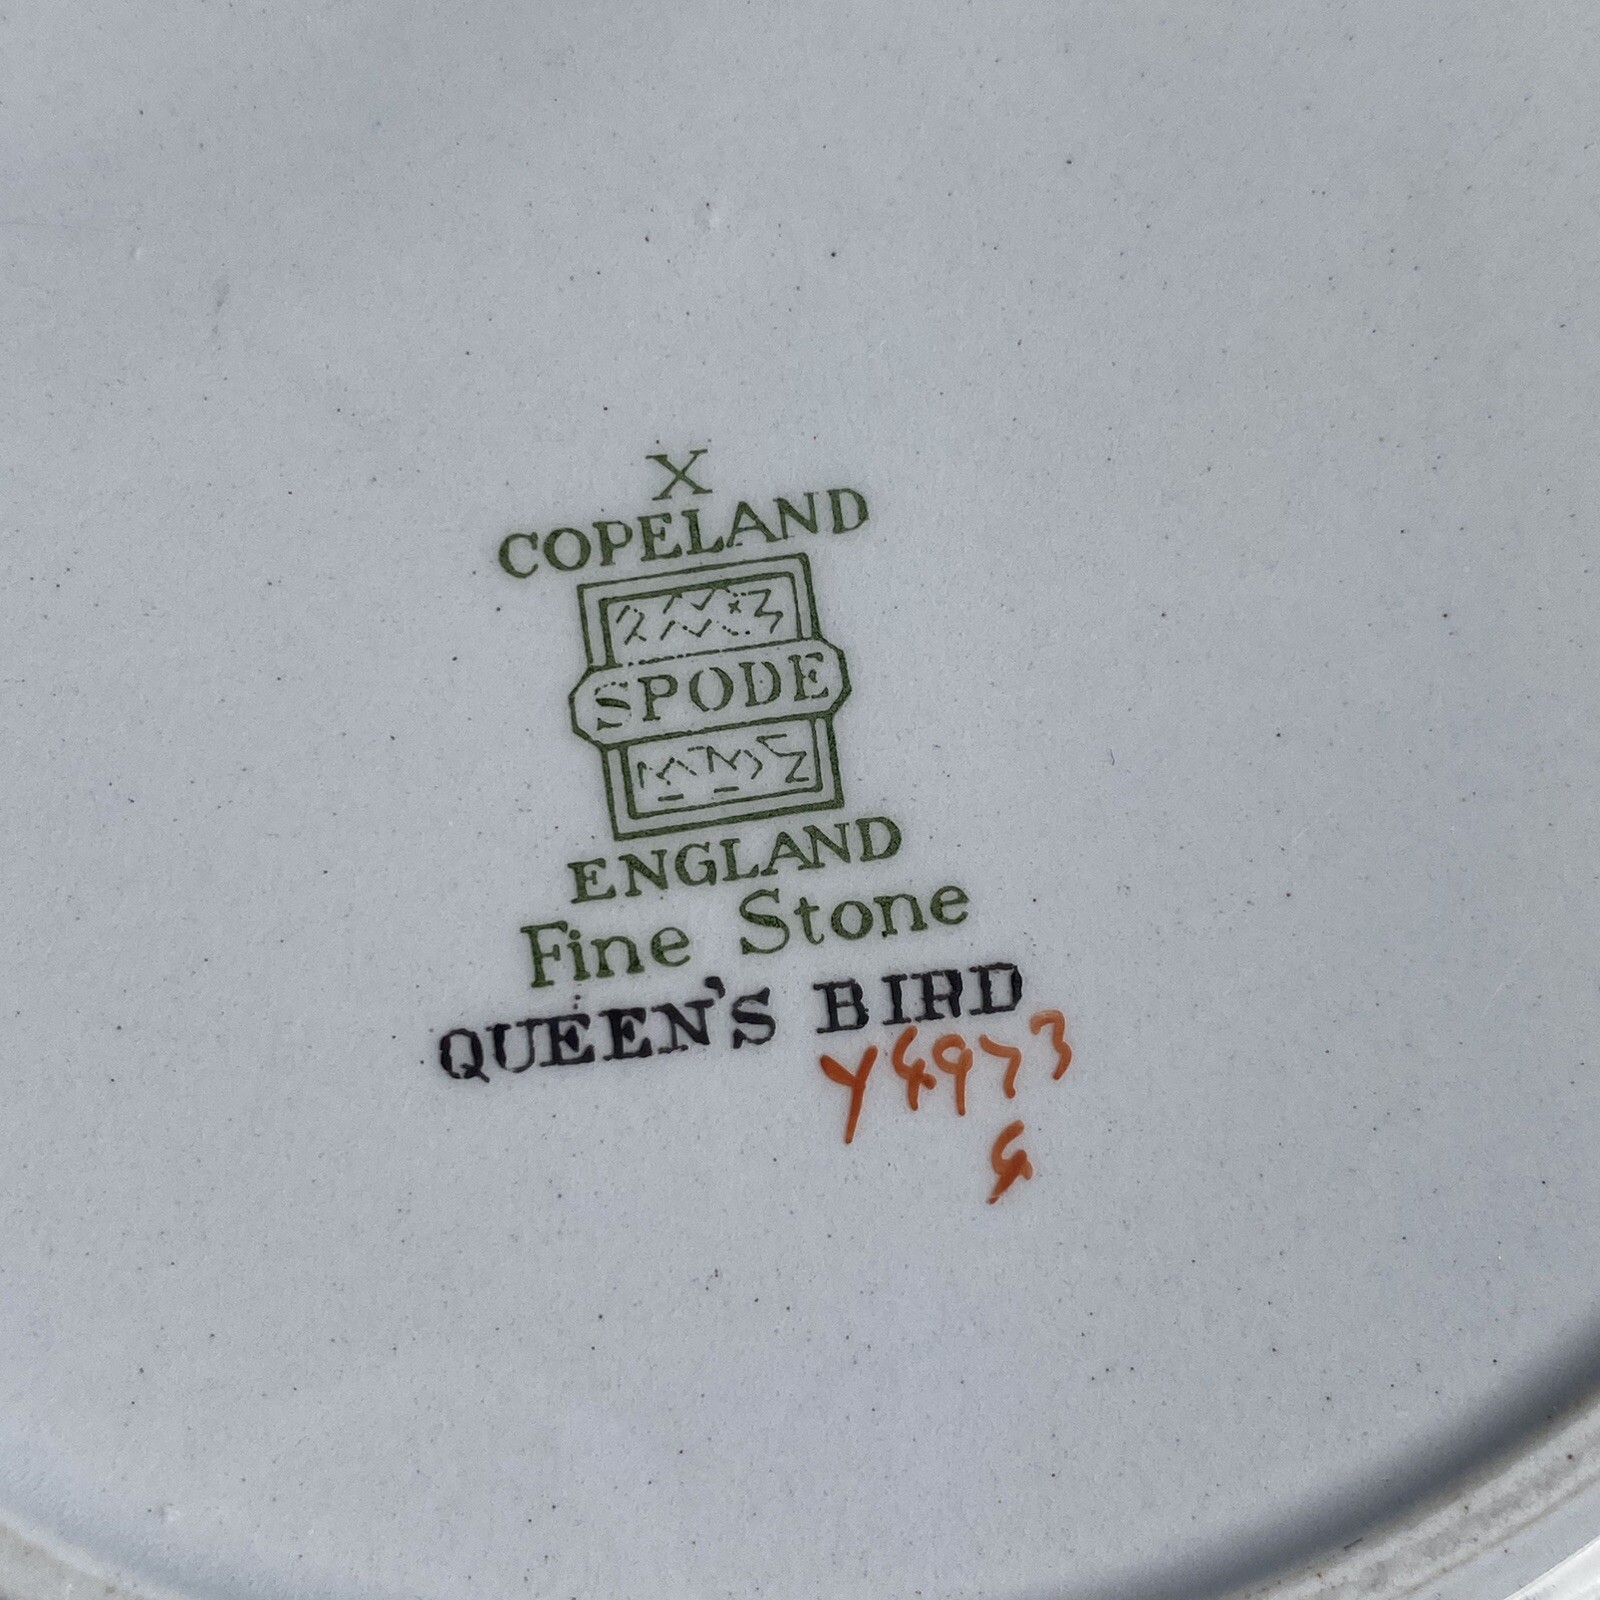 X
COPELAND
SPODE
ENGLAND
Fine Stone
QUEEN'S BIRD
Y4973